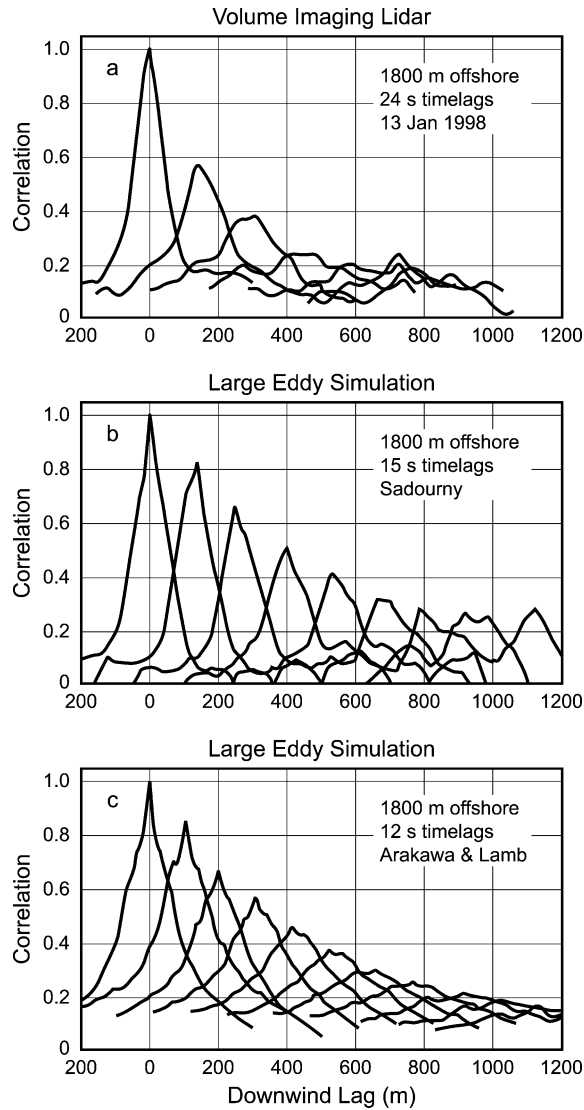 Volume Imaging Lidar
a
1800 m offshore
24 s timelags
13 Jan 1998
Correlation
1.0
0.8
0.6
0.4
0.2
0
200 0 200 400 600 800 1000 1200
Large Eddy Simulation
b
1800 m offshore
15 s timelags
Sadourny
Correlation
1.0
0.8
0.6
0.4
0.2
0
200 0 200 400 600 800 1000 1200
Large Eddy Simulation
c
1800 m offshore
12 s timelags
Arakawa & Lamb
Correlation
1.0
0.8
0.6
0.4
0.2
0
200 0 200 400 600 800 1000 1200
Downwind Lag (m)